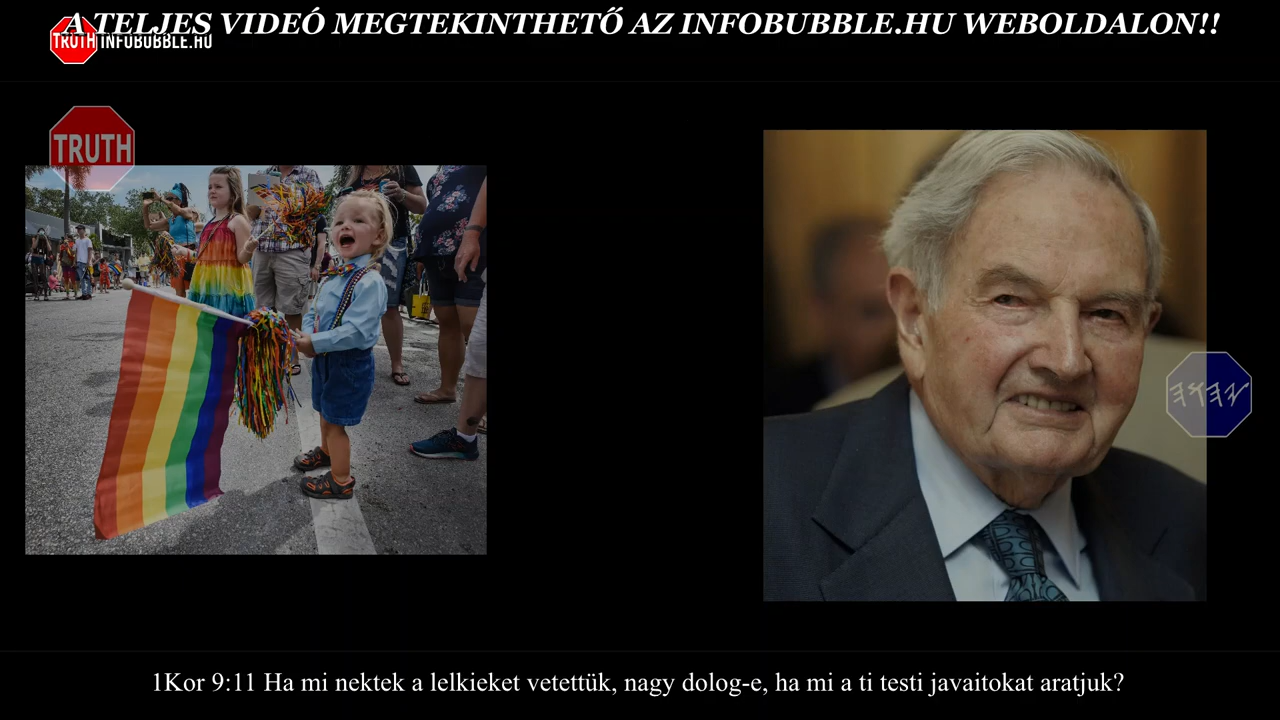 A TELJES VIDEÓ MEGTEKINTHETŐ AZ INFOBUBBLE.HU WEBOLDALON!!
TRUTH INFOBUBBLE.HU
TRUTH
𐤉𐤄𐤅𐤄
1Kor 9:11 Ha mi nektek a lelkieket vetettük, nagy dolog-e, ha mi a ti testi javaitokat aratjuk?